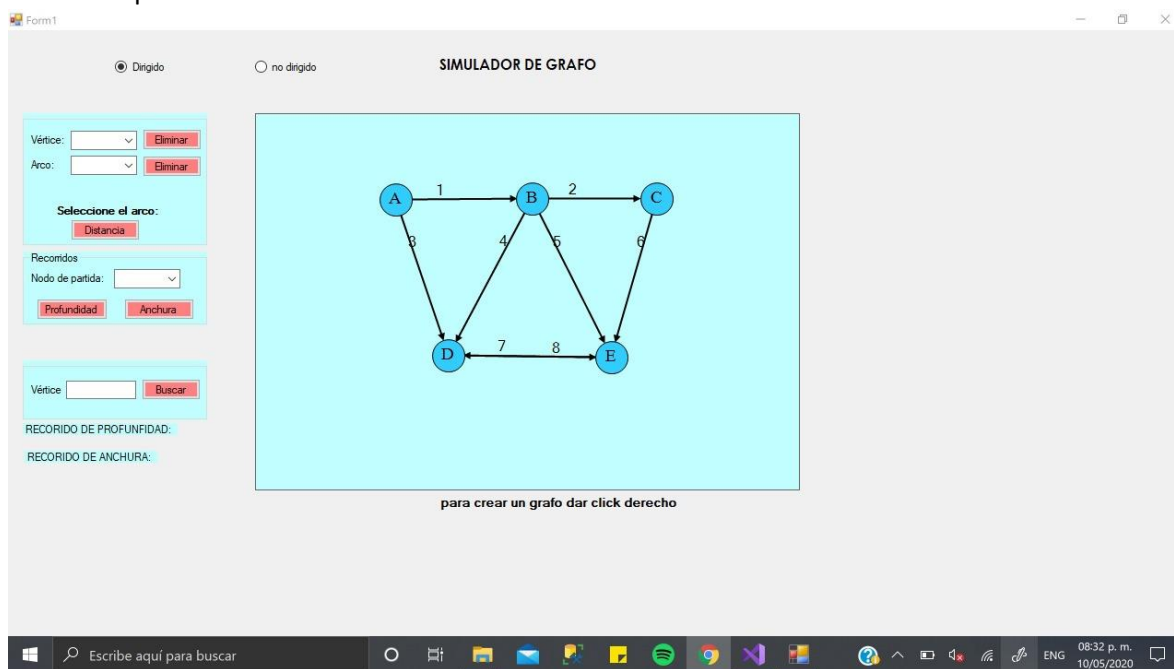 Form1
Dirigido
no dirigido
SIMULADOR DE GRAFO
Vértice:
Eliminar
Arco:
Eliminar
Seleccione el arco:
Distancia
Recorridos
Nodo de partida:
Profundidad
Anchura
Vértice
Buscar
RECORIDO DE PROFUNFIDAD:
RECORIDO DE ANCHURA:
A
1
B
2
C
3
4
5
6
D
7
8
E
para crear un grafo dar click derecho
Escribe aquí para buscar
ENG
08:32 p. m.
10/05/2020